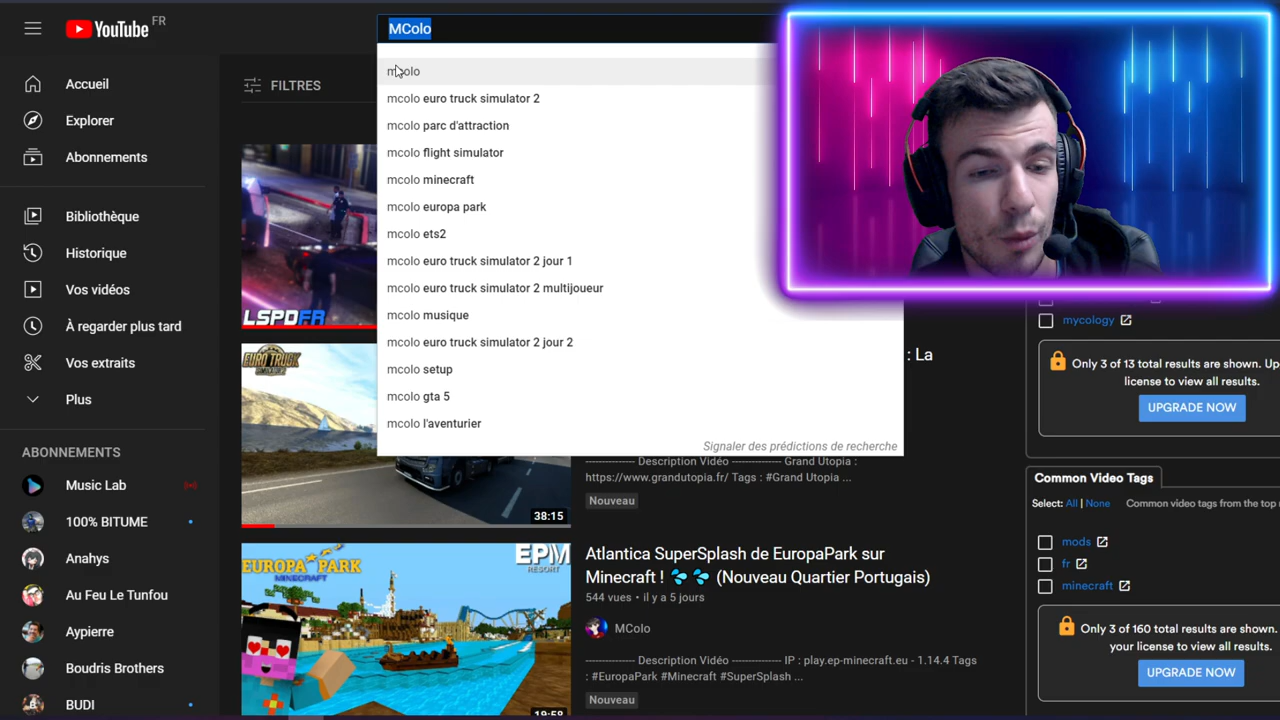 YouTube FR
MColo
Accueil
Explorer
Abonnements
Bibliothèque
Historique
Vos vidéos
À regarder plus tard
Vos extraits
Plus
ABONNEMENTS
Music Lab
100% BITUME
Anahys
Au Feu Le Tunfou
Aypierre
Boudris Brothers
BUDI
FILTRES
mcolo
mcolo euro truck simulator 2
mcolo parc d'attraction
mcolo flight simulator
mcolo minecraft
mcolo europa park
mcolo ets2
mcolo euro truck simulator 2 jour 1
mcolo euro truck simulator 2 multijoueur
mcolo musique
mcolo euro truck simulator 2 jour 2
mcolo setup
mcolo gta 5
mcolo l'aventurier
Signaler des prédictions de recherche
LSPDFR
EURO TRUCK
: La
-------------- Description Vidéo -------------- Grand Utopia :
https://www.grandutopia.fr/ Tags : #Grand Utopia ...
Nouveau
38:15
EUROPA PARK
MINECRAFT
EPM
RESORT
19:58
Atlantica SuperSplash de EuropaPark sur
Minecraft ! 💦 💦 (Nouveau Quartier Portugais)
544 vues • il y a 5 jours
MColo
-------------- Description Vidéo -------------- IP : play.ep-minecraft.eu - 1.14.4 Tags
: #EuropaPark #Minecraft #SuperSplash ...
Nouveau
mycology
Only 3 of 13 total results are shown. Up
license to view all results.
UPGRADE NOW
Common Video Tags
Select: All | None Common video tags from the top
mods
fr
minecraft
Only 3 of 160 total results are shown.
your license to view all results.
UPGRADE NOW